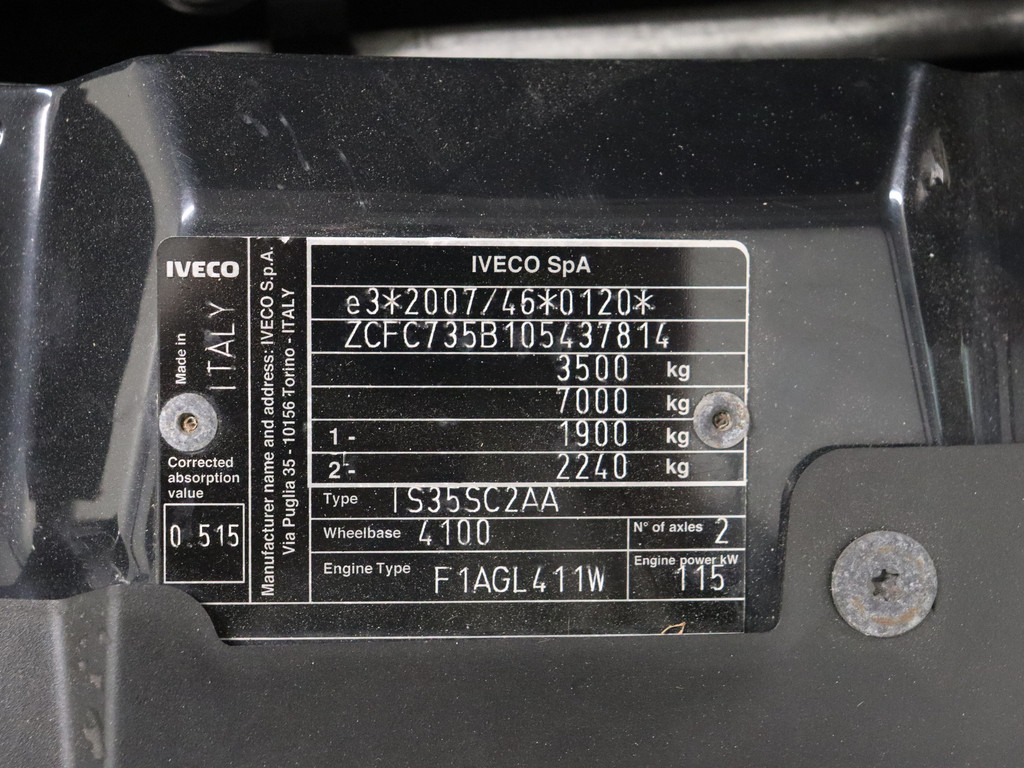 IVECO
Made in
ITALY
Corrected
absorption
value
0.515
Manufacturer name and address: IVECO S.p.A.
Via Puglia 35 - 10156 Torino - ITALY
IVECO SpA
e3*2007/46*0120*
ZCFC735B105437814
3500 kg
7000 kg
1- 1900 kg
2- 2240 kg
Type IS35SC2AA
Wheelbase 4100 N° of axles 2
Engine Type F1AGL411W Engine power kW 115